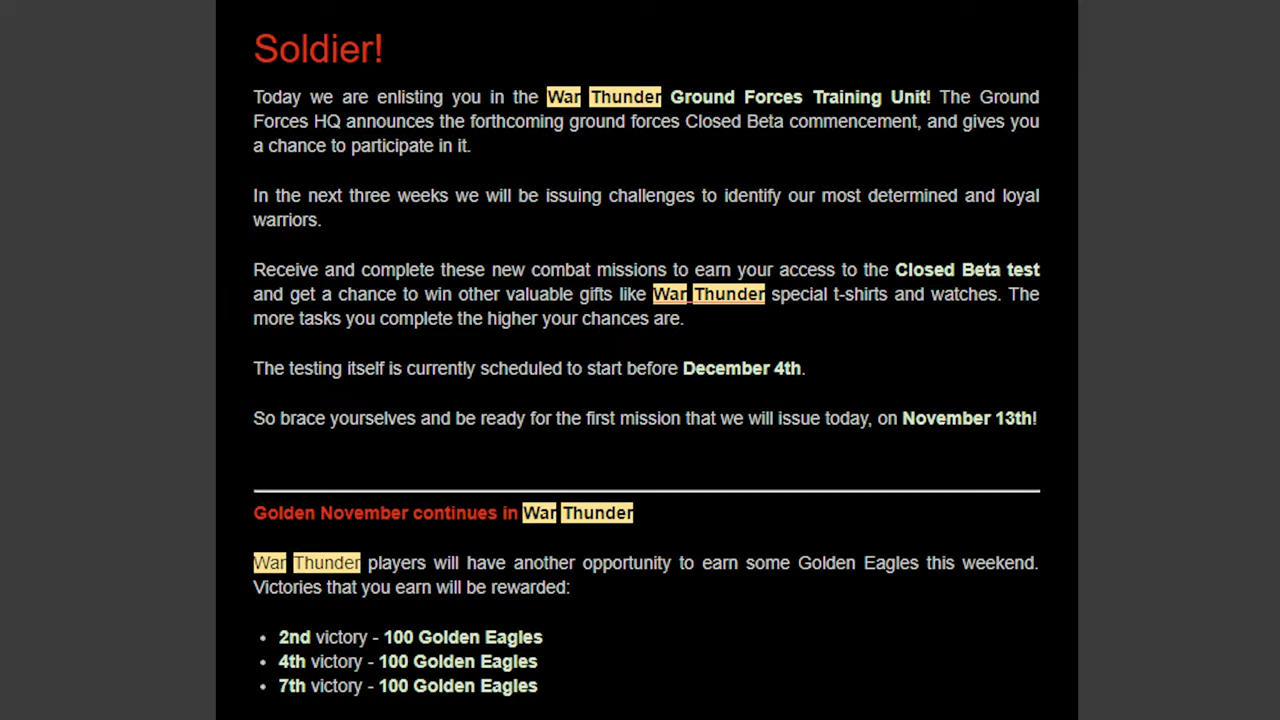 Soldier!
Today we are enlisting you in the War Thunder Ground Forces Training Unit! The Ground
Forces HQ announces the forthcoming ground forces Closed Beta commencement, and gives you
a chance to participate in it.
In the next three weeks we will be issuing challenges to identify our most determined and loyal
warriors.
Receive and complete these new combat missions to earn your access to the Closed Beta test
and get a chance to win other valuable gifts like War Thunder special t-shirts and watches. The
more tasks you complete the higher your chances are.
The testing itself is currently scheduled to start before December 4th.
So brace yourselves and be ready for the first mission that we will issue today, on November 13th!
Golden November continues in War Thunder
War Thunder players will have another opportunity to earn some Golden Eagles this weekend.
Victories that you earn will be rewarded:
• 2nd victory - 100 Golden Eagles
• 4th victory - 100 Golden Eagles
• 7th victory - 100 Golden Eagles